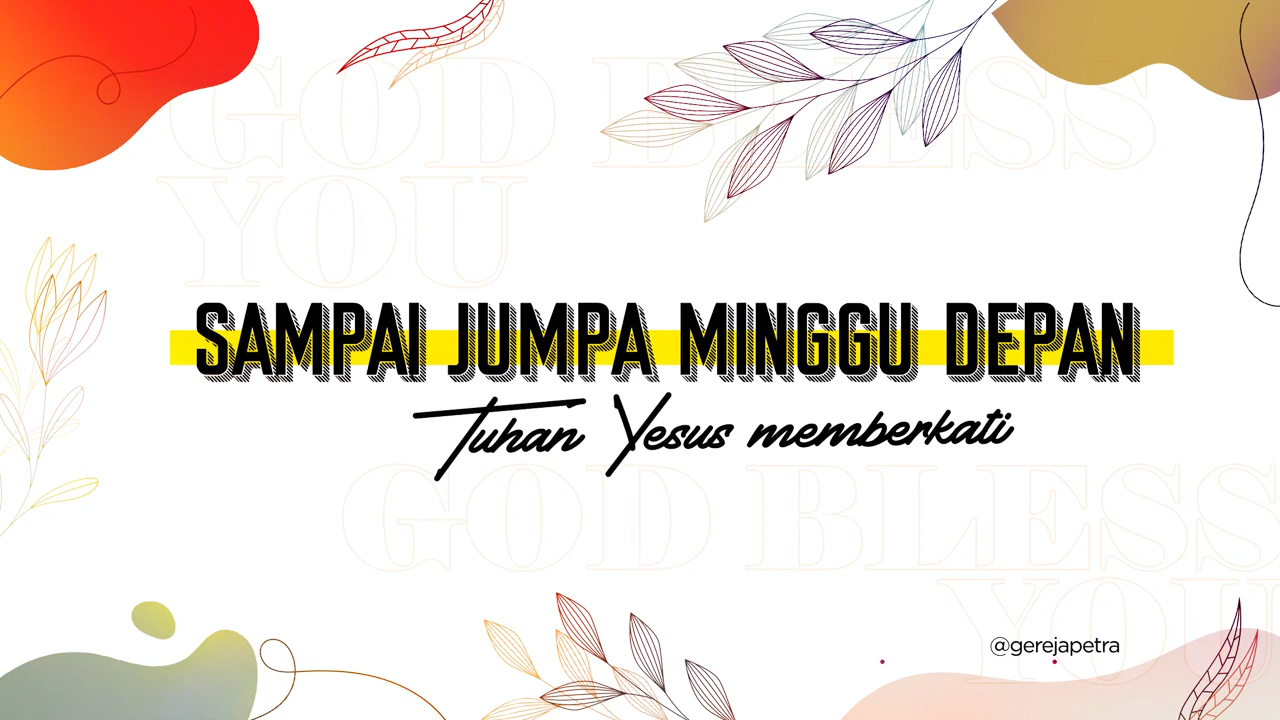 GOD BLESS
YOU
SAMPAI JUMPA MINGGU DEPAN
Tuhan Yesus memberkati
GOD BLESS
YOU
@gerejapetra